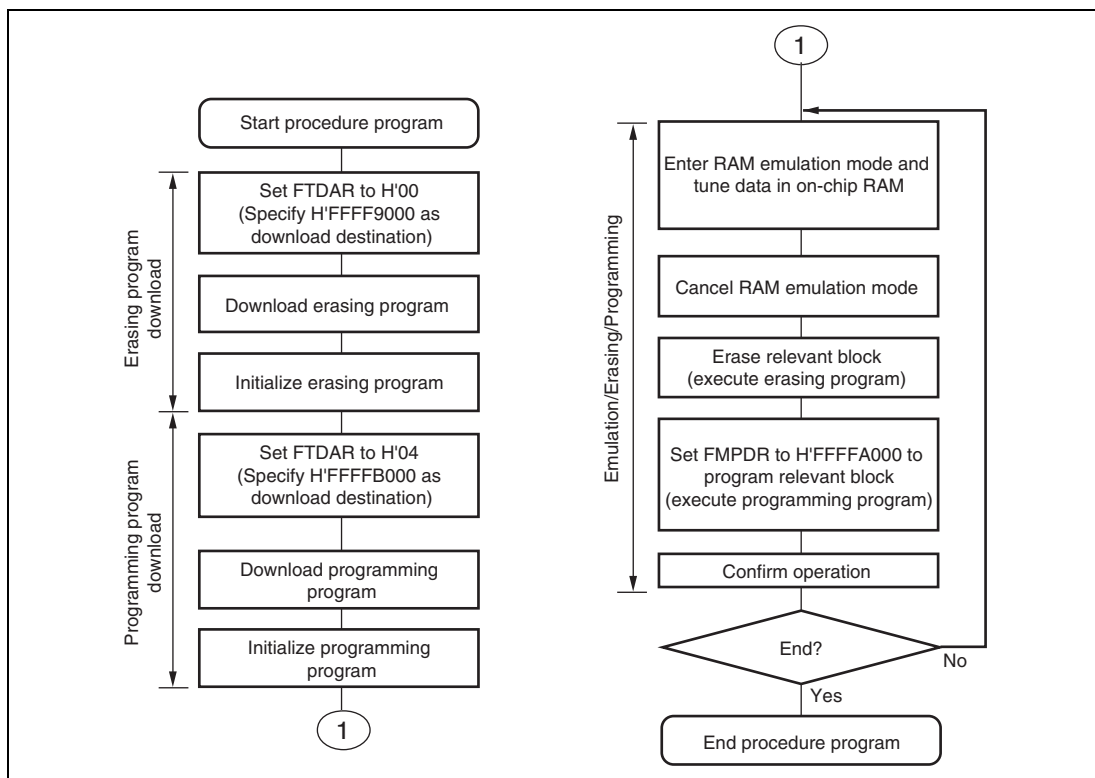 Start procedure program
Erasing program
download
Set FTDAR to H'00
(Specify H'FFFF9000 as
download destination)
Download erasing program
Initialize erasing program
Programming program
download
Set FTDAR to H'04
(Specify H'FFFFB000 as
download destination)
Download programming
program
Initialize programming
program
1
1
Emulation/Erasing/Programming
Enter RAM emulation mode and
tune data in on-chip RAM
Cancel RAM emulation mode
Erase relevant block
(execute erasing program)
Set FMPDR to H'FFFFA000 to
program relevant block
(execute programming program)
Confirm operation
End?
No
Yes
End procedure program